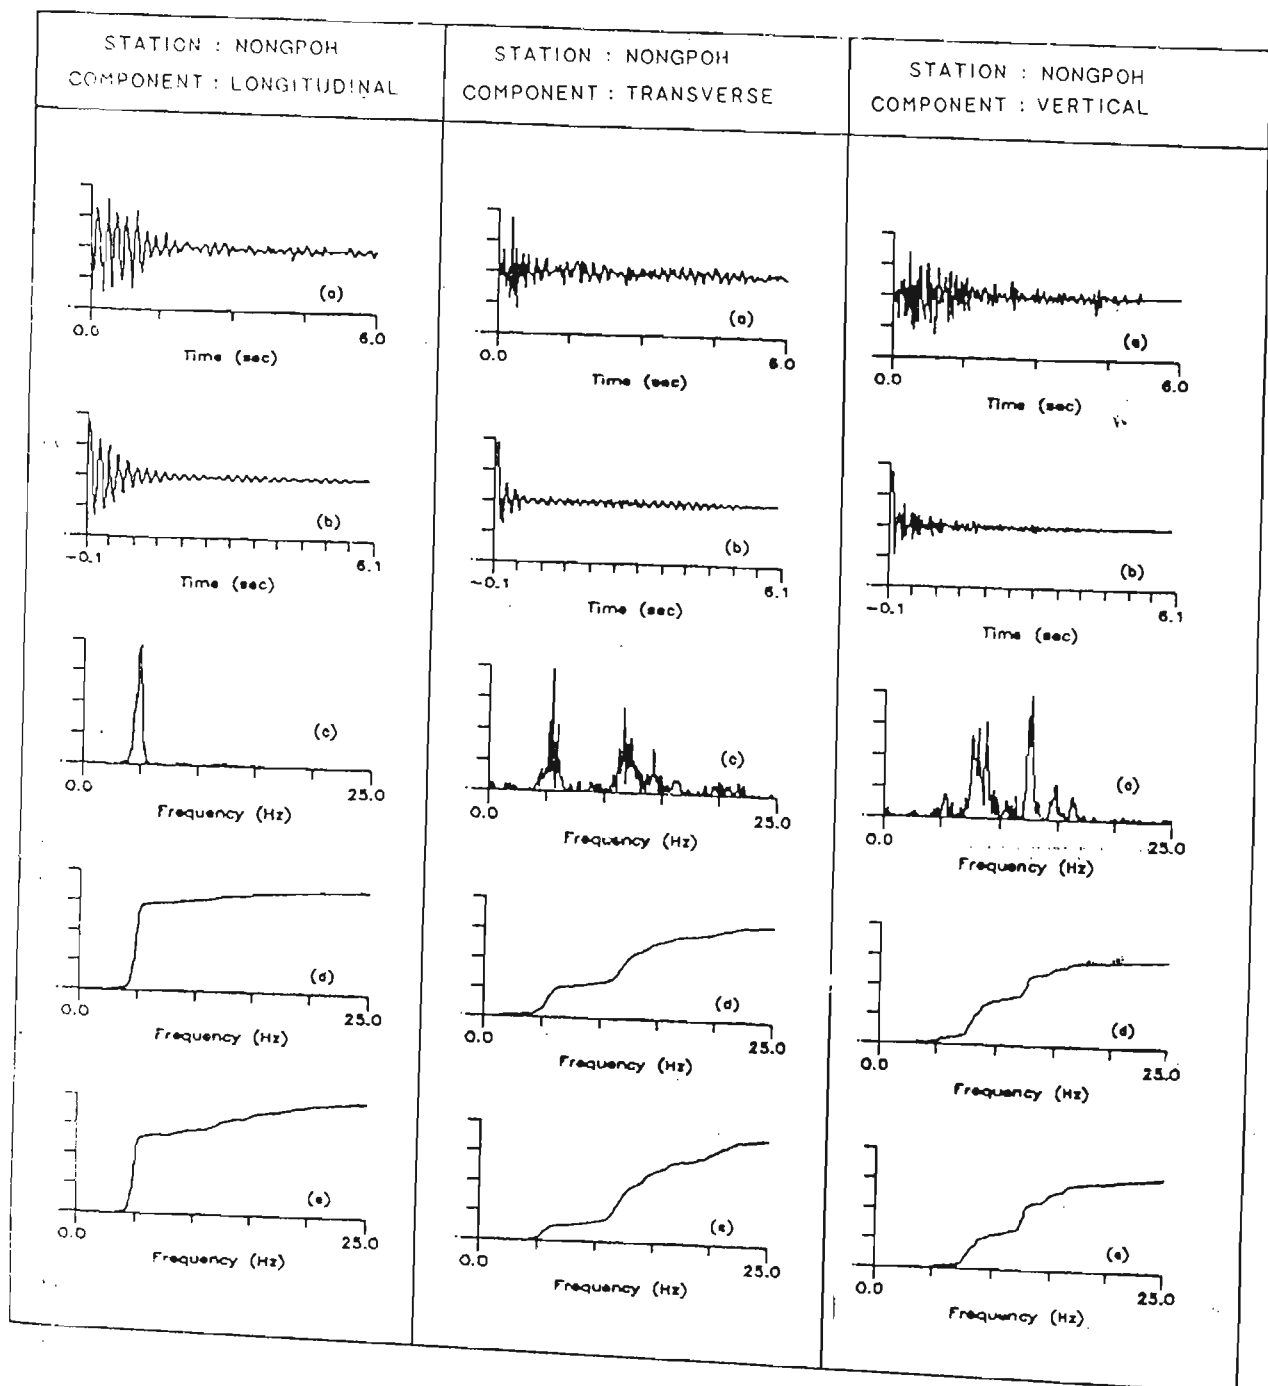 STATION : NONGPOH
COMPONENT : LONGITUDINAL
(a)
0.0
6.0
Time (sec)
(b)
-0.1
6.1
Time (sec)
(c)
0.0
25.0
Frequency (Hz)
(d)
0.0
25.0
Frequency (Hz)
(e)
0.0
25.0
Frequency (Hz)
STATION : NONGPOH
COMPONENT : TRANSVERSE
(a)
0.0
6.0
Time (sec)
(b)
-0.1
6.1
Time (sec)
(c)
0.0
25.0
Frequency (Hz)
(d)
0.0
25.0
Frequency (Hz)
(e)
0.0
25.0
Frequency (Hz)
STATION : NONGPOH
COMPONENT : VERTICAL
(a)
0.0
6.0
Time (sec)
(b)
-0.1
6.1
Time (sec)
(c)
0.0
25.0
Frequency (Hz)
(d)
0.0
25.0
Frequency (Hz)
(e)
0.0
25.0
Frequency (Hz)